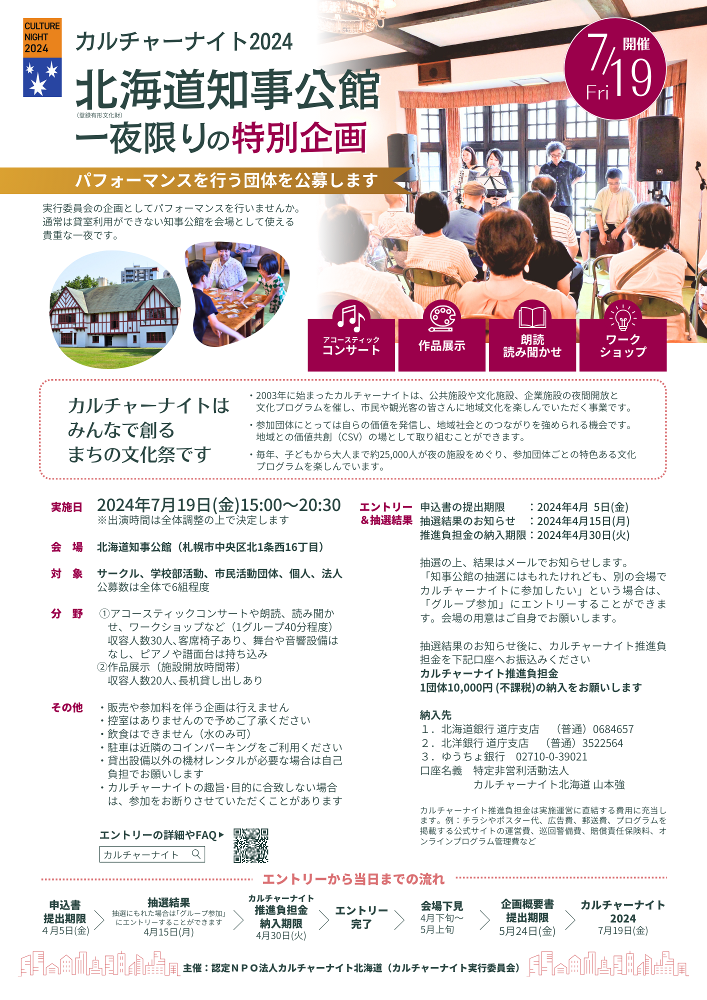 CULTURE
NIGHT
2024
カルチャーナイト2024
北海道知事公館
（登録有形文化財）
一夜限りの特別企画
7/19
開催
Fri
パフォーマンスを行う団体を公募します
実行委員会の企画としてパフォーマンスを行いませんか。
通常は貸室利用ができない知事公館を会場として使える
貴重な一夜です。
アコースティック
コンサート
作品展示
朗読
読み聞かせ
ワーク
ショップ
カルチャーナイトは
みんなで創る
まちの文化祭です
・2003年に始まったカルチャーナイトは、公共施設や文化施設、企業施設の夜間開放と
文化プログラムを催し、市民や観光客の皆さんに地域文化を楽しんでいただく事業です。
・参加団体にとっては自らの価値を発信し、地域社会とのつながりを強められる機会です。
地域との価値共創（CSV）の場として取り組むことができます。
・毎年、子どもから大人まで約25,000人が夜の施設をめぐり、参加団体ごとの特色ある文化
プログラムを楽しんでいます。
実施日 2024年7月19日(金)15:00～20:30
※出演時間は全体調整の上で決定します
会 場 北海道知事公館（札幌市中央区北1条西16丁目）
対 象 サークル、学校部活動、市民活動団体、個人、法人
公募数は全体で6組程度
分 野 ①アコースティックコンサートや朗読、読み聞か
せ、ワークショップなど（1グループ40分程度）
収容人数30人、客席椅子あり、舞台や音響設備は
なし、ピアノや譜面台は持ち込み
②作品展示（施設開放時間帯）
収容人数20人、長机貸し出しあり
その他 ・販売や参加料を伴う企画は行えません
・控室はありませんので予めご了承ください
・飲食はできません（水のみ可）
・駐車は近隣のコインパーキングをご利用ください
・貸出設備以外の機材レンタルが必要な場合は自己
負担でお願いします
・カルチャーナイトの趣旨・目的に合致しない場合
は、参加をお断りさせていただくことがあります
エントリーの詳細やFAQ▶
カルチャーナイト
エントリー
＆抽選結果
申込書の提出期限 ：2024年4月 5日(金)
抽選結果のお知らせ ：2024年4月15日(月)
推進負担金の納入期限：2024年4月30日(火)
抽選の上、結果はメールでお知らせします。
「知事公館の抽選にはもれたけれども、別の会場で
カルチャーナイトに参加したい」という場合は、
「グループ参加」にエントリーすることができま
す。会場の用意はご自身でお願いします。
抽選結果のお知らせ後に、カルチャーナイト推進負
担金を下記口座へお振込みください
カルチャーナイト推進負担金
1団体10,000円 (不課税)の納入をお願いします
納入先
１．北海道銀行 道庁支店 （普通）0684657
２．北洋銀行 道庁支店 （普通）3522564
３．ゆうちょ銀行 02710-0-39021
口座名義 特定非営利活動法人
カルチャーナイト北海道 山本強
カルチャーナイト推進負担金は実施運営に直結する費用に充当し
ます。例：チラシやポスター代、広告費、郵送費、プログラムを
掲載する公式サイトの運営費、巡回警備費、賠償責任保険料、オ
ンラインプログラム管理費など
エントリーから当日までの流れ
申込書
提出期限
４月5日(金)
抽選結果
抽選にもれた場合は「グループ参加」
にエントリーすることができます
4月15日(月)
カルチャーナイト
推進負担金
納入期限
4月30日(火)
エントリー
完了
会場下見
4月下旬～
5月上旬
企画概要書
提出期限
5月24日(金)
カルチャーナイト
2024
7月19日(金)
主催：認定ＮＰＯ法人カルチャーナイト北海道（カルチャーナイト実行委員会）